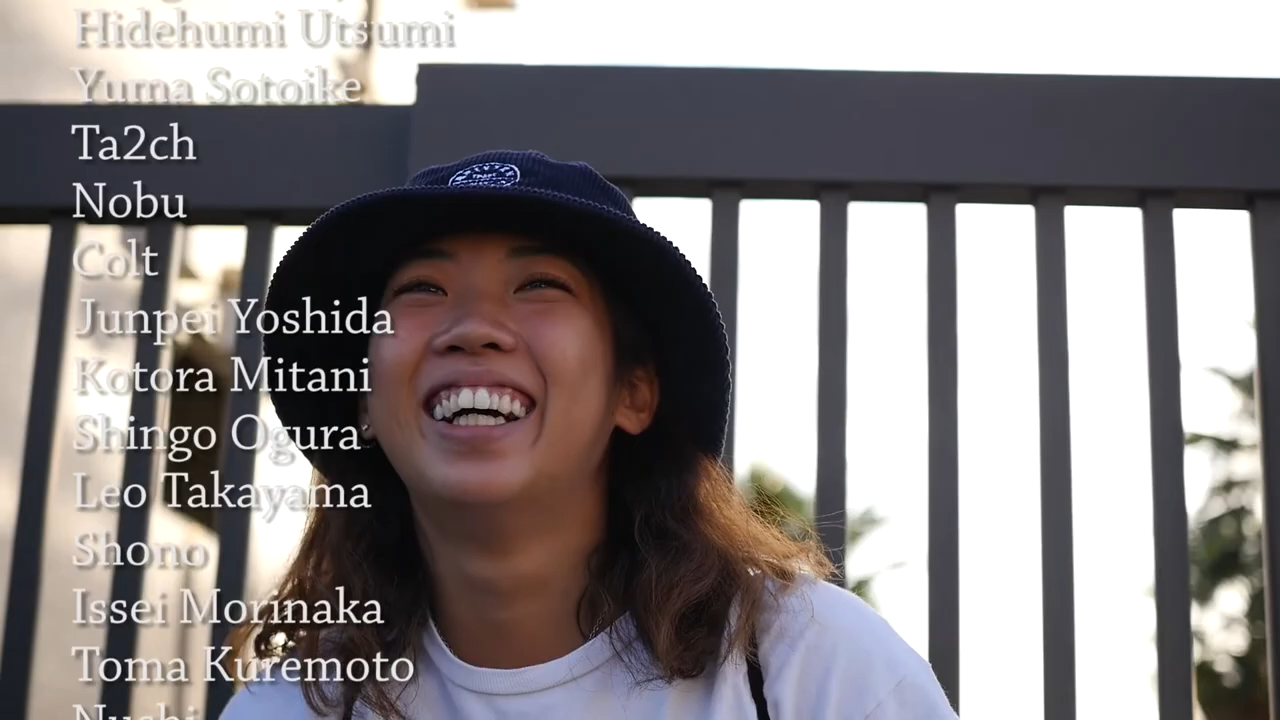 Hidehumi Utsumi
Yuma Sotoike
Ta2ch
Nobu
Colt
Junpei Yoshida
Kotora Mitani
Shingo Ogura
Leo Takayama
Shono
Issei Morinaka
Toma Kuremoto